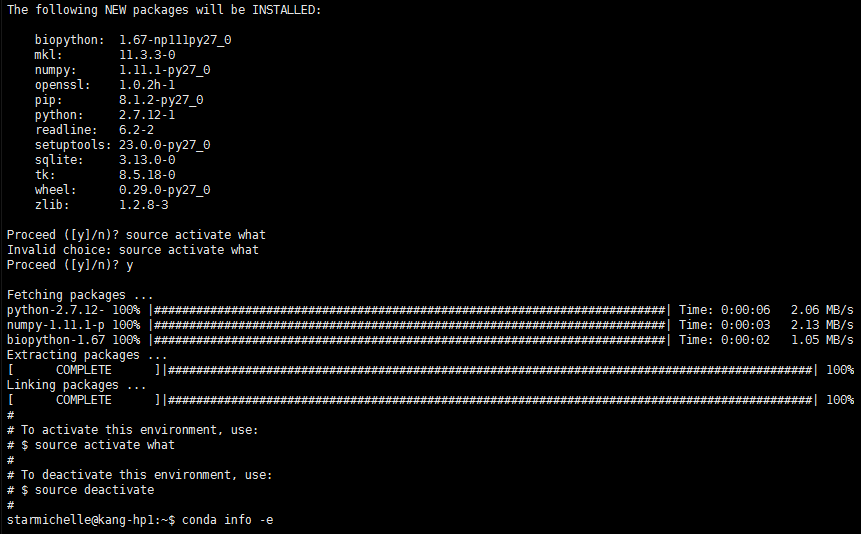 The following NEW packages will be INSTALLED:
biopython: 1.67-np111py27_0
mkl: 11.3.3-0
numpy: 1.11.1-py27_0
openssl: 1.0.2h-1
pip: 8.1.2-py27_0
python: 2.7.12-1
readline: 6.2-2
setuptools: 23.0.0-py27_0
sqlite: 3.13.0-0
tk: 8.5.18-0
wheel: 0.29.0-py27_0
zlib: 1.2.8-3
Proceed ([y]/n)? source activate what
Invalid choice: source activate what
Proceed ([y]/n)? y
Fetching packages ...
python-2.7.12- 100% |#########################################################################| Time: 0:00:06 2.06 MB/s
numpy-1.11.1-p 100% |#########################################################################| Time: 0:00:03 2.13 MB/s
biopython-1.67 100% |#########################################################################| Time: 0:00:02 1.05 MB/s
Extracting packages ...
[ COMPLETE ]|############################################################################################| 100%
Linking packages ...
[ COMPLETE ]|############################################################################################| 100%
#
# To activate this environment, use:
# $ source activate what
#
# To deactivate this environment, use:
# $ source deactivate
#
starmichelle@kang-hp1:~$ conda info -e